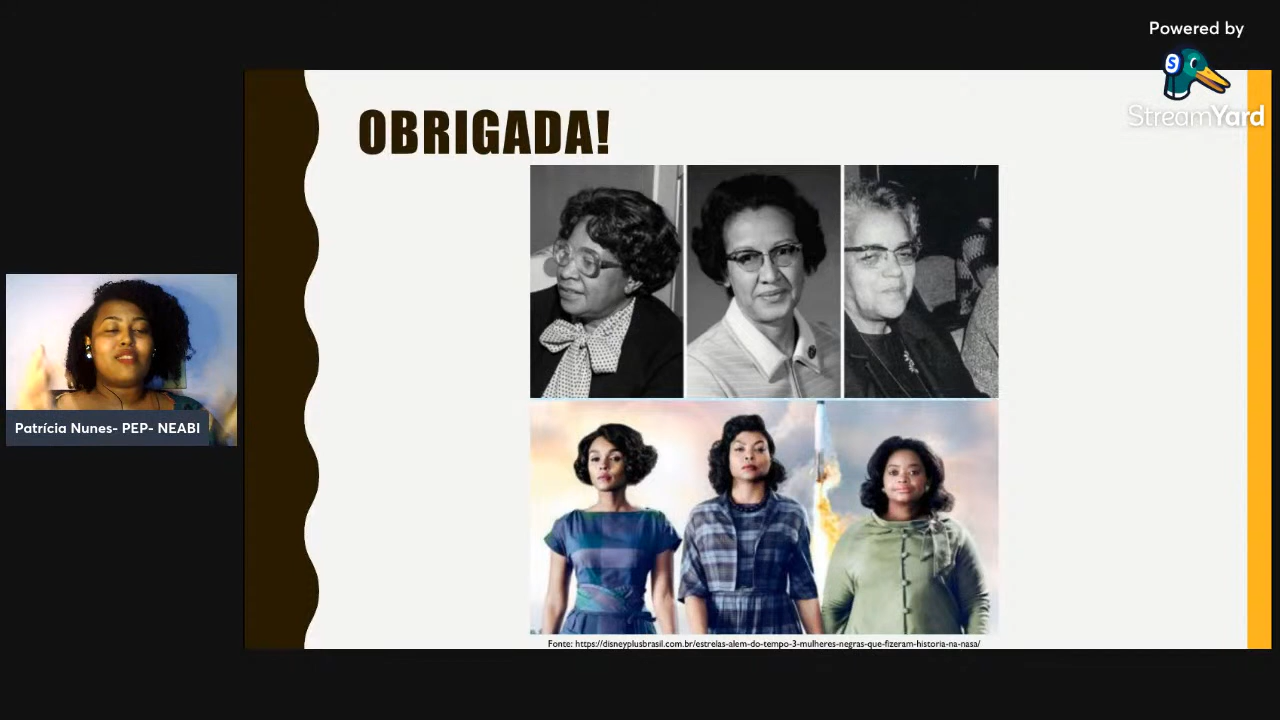 Powered by
S
StreamYard
OBRIGADA!
Patrícia Nunes- PEP- NEABI
Fonte: https://disneyplusbrasil.com.br/estrelas-alem-do-tempo-3-mulheres-negras-que-fizeram-historia-na-nasa/